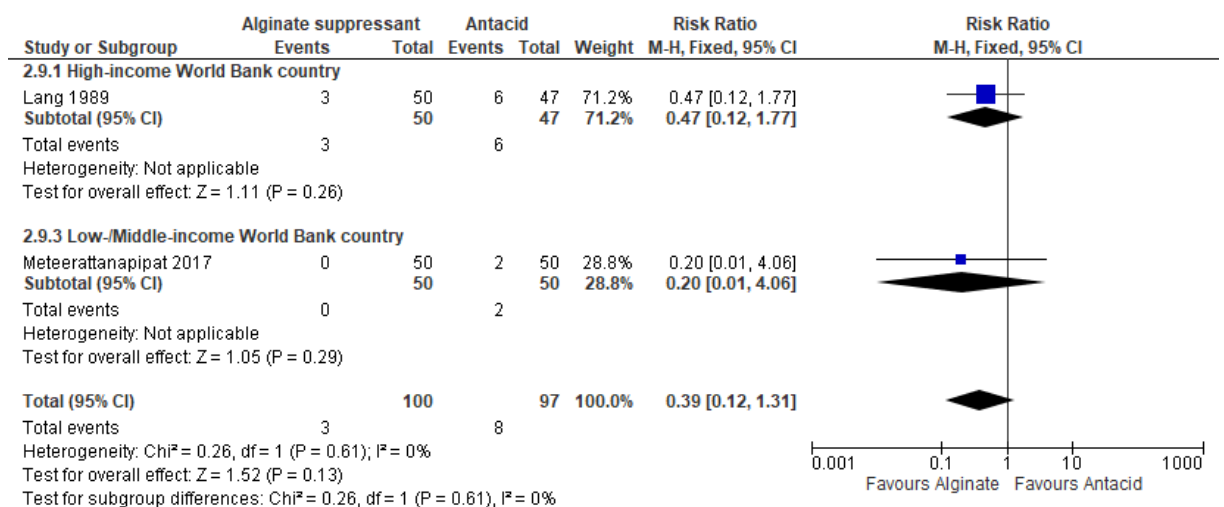 Alginate suppressant Antacid Risk Ratio Risk Ratio
Study or Subgroup Events Total Events Total Weight M-H, Fixed, 95% CI M-H, Fixed, 95% CI
2.9.1 High-income World Bank country
Lang 1989 3 50 6 47 71.2% 0.47 [0.12, 1.77]
Subtotal (95% CI) 50 47 71.2% 0.47 [0.12, 1.77]
Total events 3 6
Heterogeneity: Not applicable
Test for overall effect: Z = 1.11 (P = 0.26)
2.9.3 Low-/Middle-income World Bank country
Meteerattanapipat 2017 0 50 2 50 28.8% 0.20 [0.01, 4.06]
Subtotal (95% CI) 50 50 28.8% 0.20 [0.01, 4.06]
Total events 0 2
Heterogeneity: Not applicable
Test for overall effect: Z = 1.05 (P = 0.29)
Total (95% CI) 100 97 100.0% 0.39 [0.12, 1.31]
Total events 3 8
Heterogeneity: Chi² = 0.26, df = 1 (P = 0.61); I² = 0%
Test for overall effect: Z = 1.52 (P = 0.13)
Test for subgroup differences: Chi² = 0.26, df = 1 (P = 0.61), I² = 0%
0.001 0.1 1 10 1000
Favours Alginate Favours Antacid